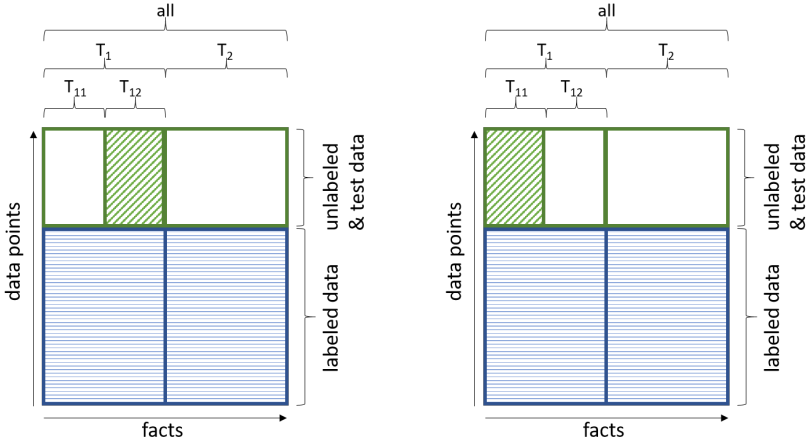 all
T1
T2
T11
T12
data points
unlabeled
& test data
labeled data
facts
all
T1
T2
T11
T12
data points
unlabeled
& test data
labeled data
facts